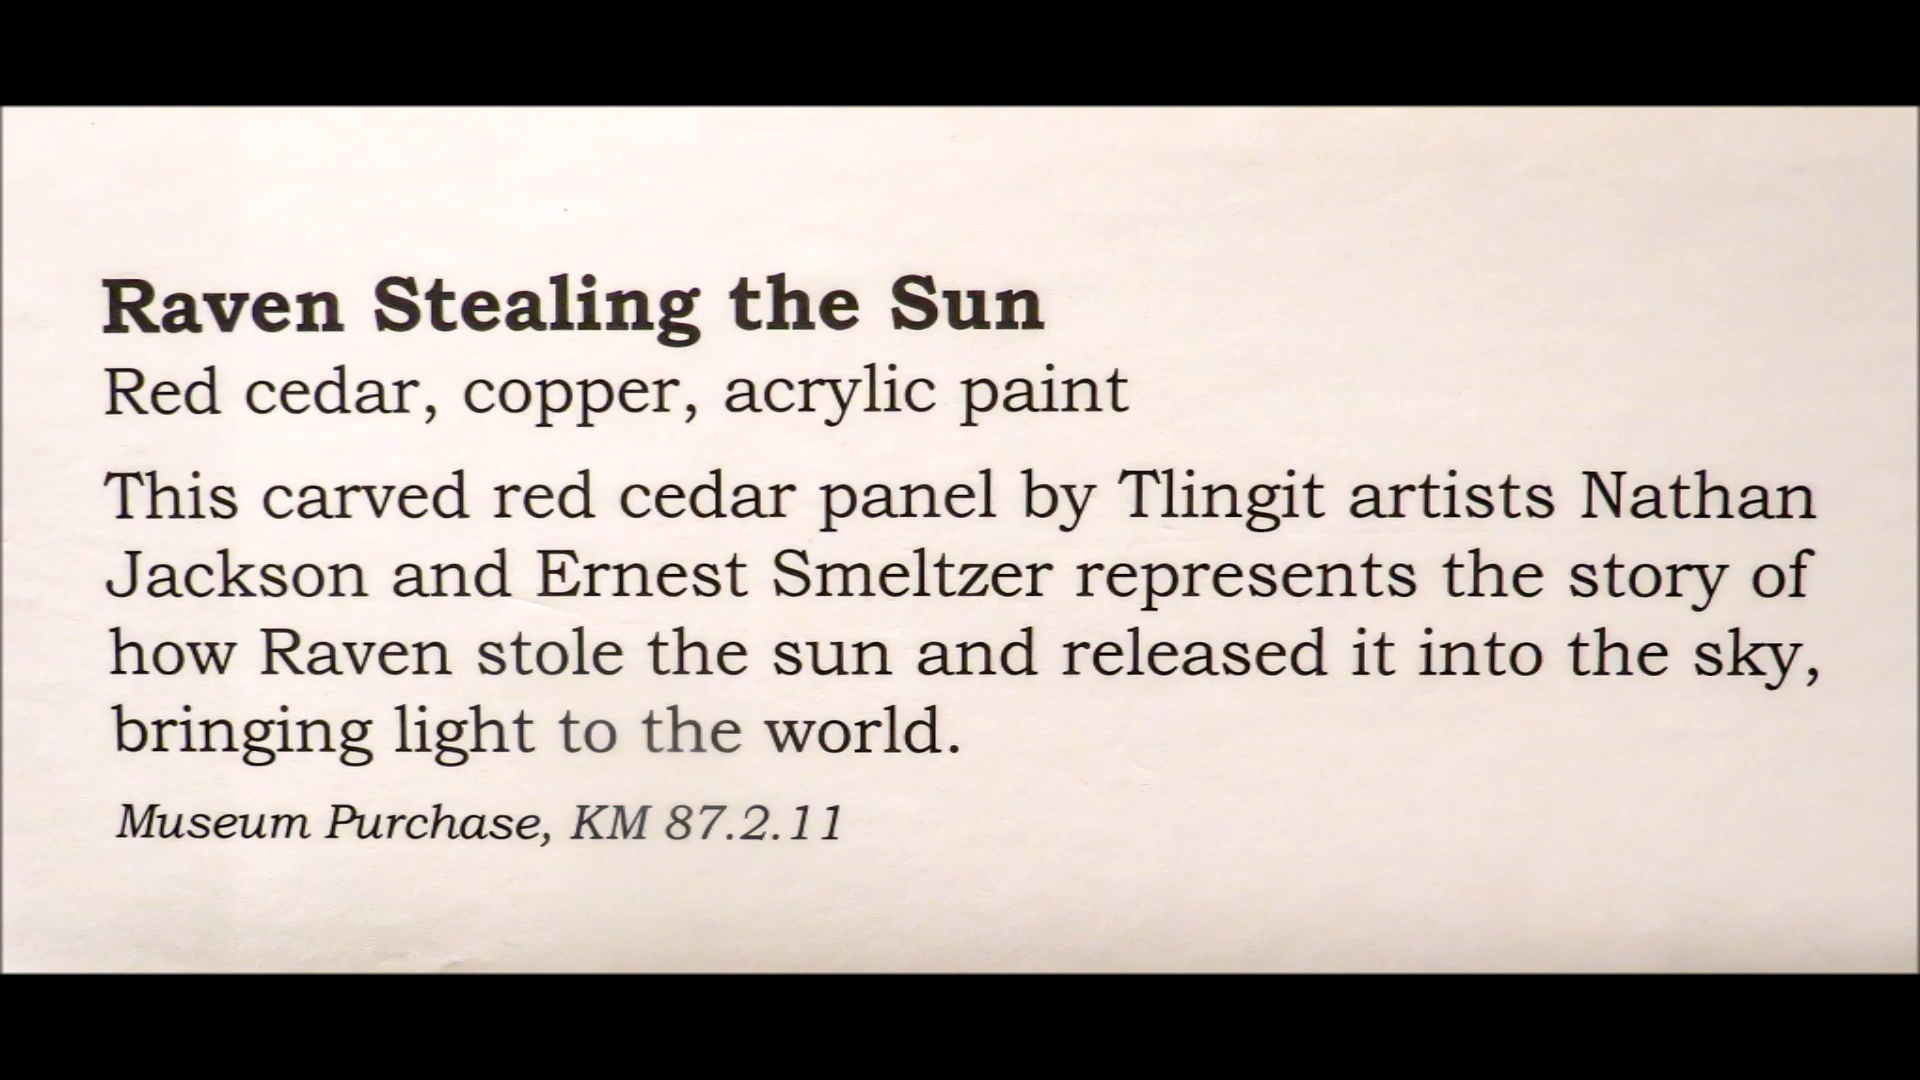 Raven Stealing the Sun
Red cedar, copper, acrylic paint
This carved red cedar panel by Tlingit artists Nathan
Jackson and Ernest Smeltzer represents the story of
how Raven stole the sun and released it into the sky,
bringing light to the world.
Museum Purchase, KM 87.2.11